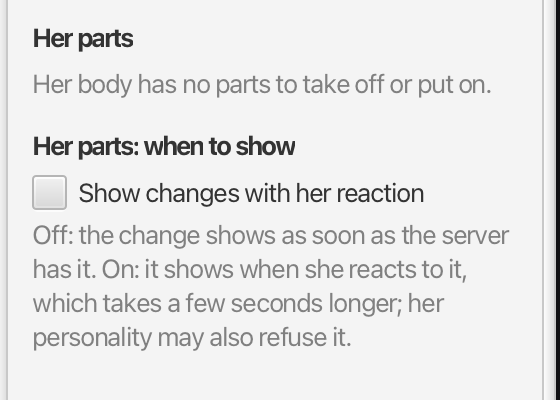 Her parts
Her body has no parts to take off or put on.
Her parts: when to show
Show changes with her reaction
Off: the change shows as soon as the server
has it. On: it shows when she reacts to it,
which takes a few seconds longer; her
personality may also refuse it.